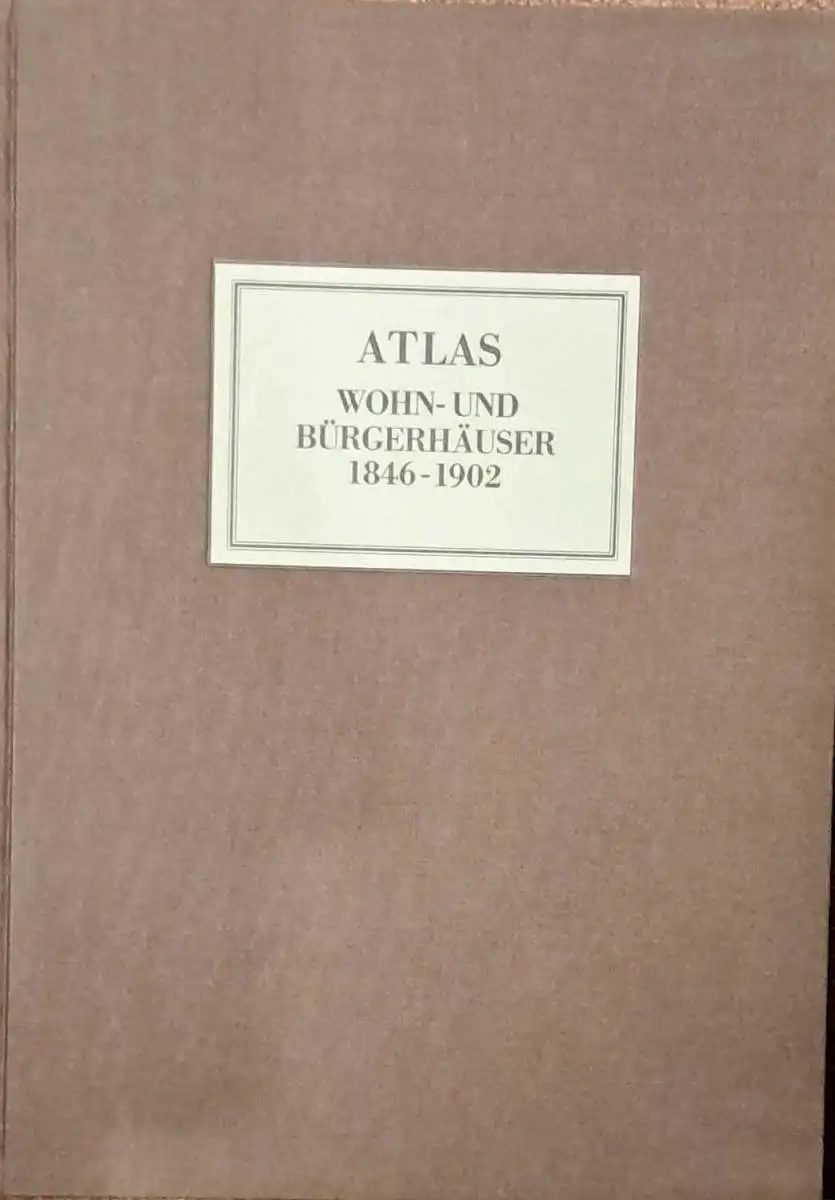 ATLAS
WOHN- UND
BÜRGERHÄUSER
1846-1902